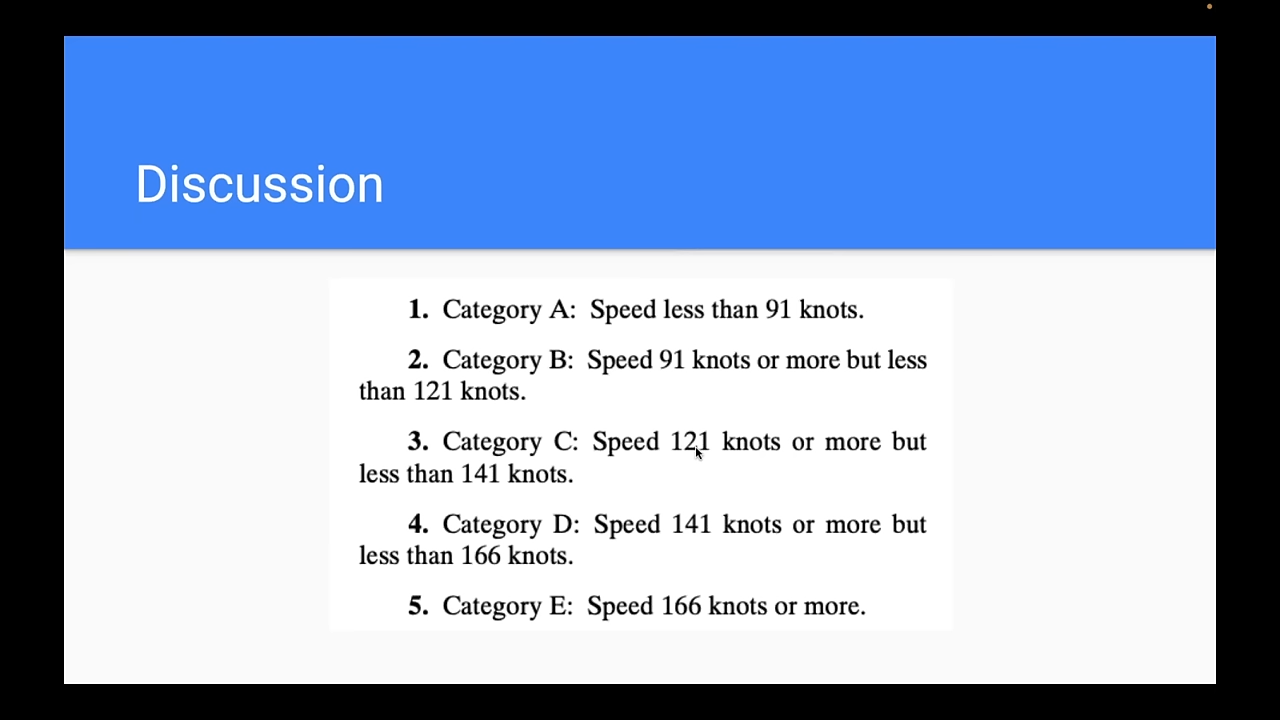 Discussion
1. Category A: Speed less than 91 knots.
2. Category B: Speed 91 knots or more but less
than 121 knots.
3. Category C: Speed 121 knots or more but
less than 141 knots.
4. Category D: Speed 141 knots or more but
less than 166 knots.
5. Category E: Speed 166 knots or more.